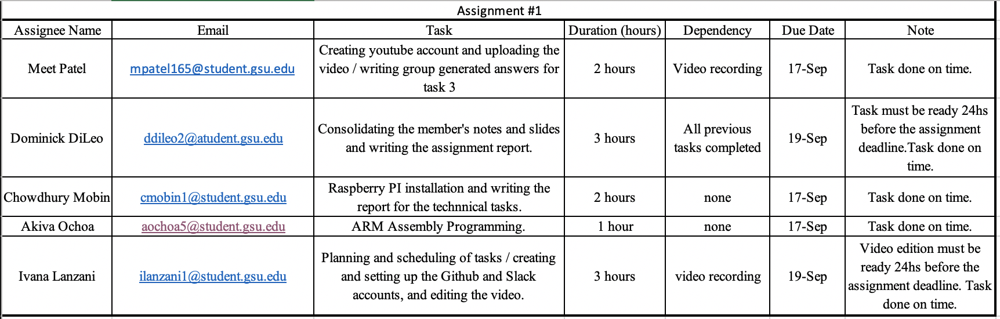 Assignment #1
Assignee Name Email Task Duration (hours) Dependency Due Date Note
Meet Patel mpatel165@student.gsu.edu Creating youtube account and uploading the
video / writing group generated answers for
task 3 2 hours Video recording 17-Sep Task done on time.
Dominick DiLeo ddileo2@atudent.gsu.edu Consolidating the member's notes and slides
and writing the assignment report. 3 hours All previous
tasks completed 19-Sep Task must be ready 24hs
before the assignment
deadline.Task done on
time.
Chowdhury Mobin cmobin1@student.gsu.edu Raspberry PI installation and writing the
report for the technnical tasks. 2 hours none 17-Sep Task done on time.
Akiva Ochoa aochoa5@student.gsu.edu ARM Assembly Programming. 1 hour none 17-Sep Task done on time.
Ivana Lanzani ilanzani1@student.gsu.edu Planning and scheduling of tasks / creating
and setting up the Github and Slack
accounts, and editing the video. 3 hours video recording 19-Sep Video edition must be
ready 24hs before the
assignment deadline. Task
done on time.